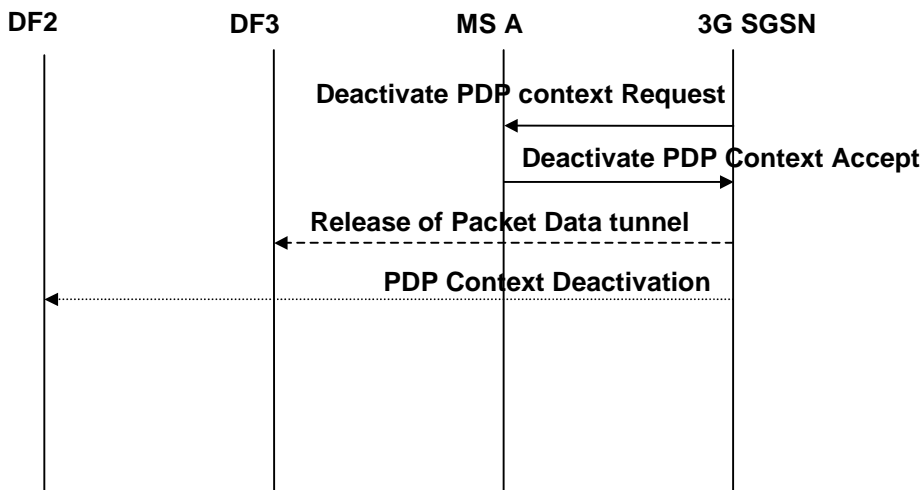 DF2 DF3 MS A 3G SGSN
Deactivate PDP context Request
Deactivate PDP Context Accept
Release of Packet Data tunnel
PDP Context Deactivation